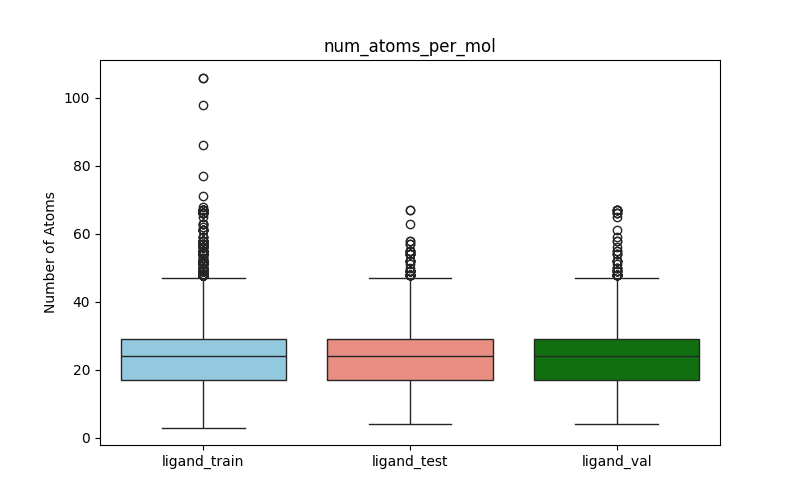 num_atoms_per_mol
Number of Atoms
100
80
60
40
20
0
ligand_train
ligand_test
ligand_val